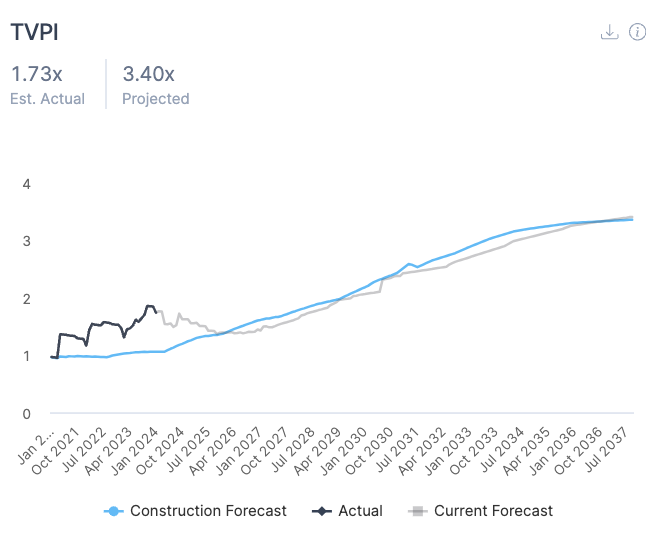 TVPI
1.73x
Est. Actual
3.40x
Projected
4
3
2
1
0
Jan 2...
Oct 2021
Jul 2022
Apr 2023
Jan 2024
Oct 2024
Jul 2025
Apr 2026
Jan 2027
Oct 2027
Jul 2028
Apr 2029
Jan 2030
Oct 2030
Jul 2031
Apr 2032
Jan 2033
Oct 2033
Jul 2034
Apr 2035
Jan 2036
Oct 2036
Jul 2037
Construction Forecast
Actual
Current Forecast